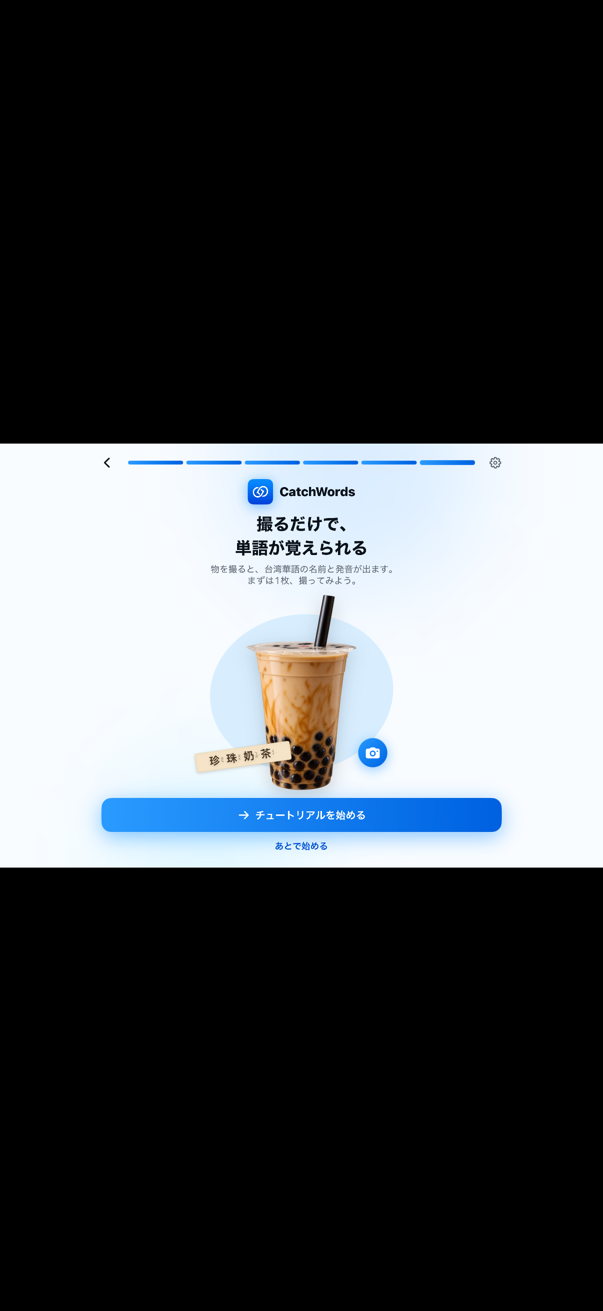 CatchWords
撮るだけで、
単語が覚えられる
物を撮ると、台湾華語の名前と発音が出ます。
まずは1枚、撮ってみよう。
珍珠奶茶
チュートリアルを始める
あとで始める